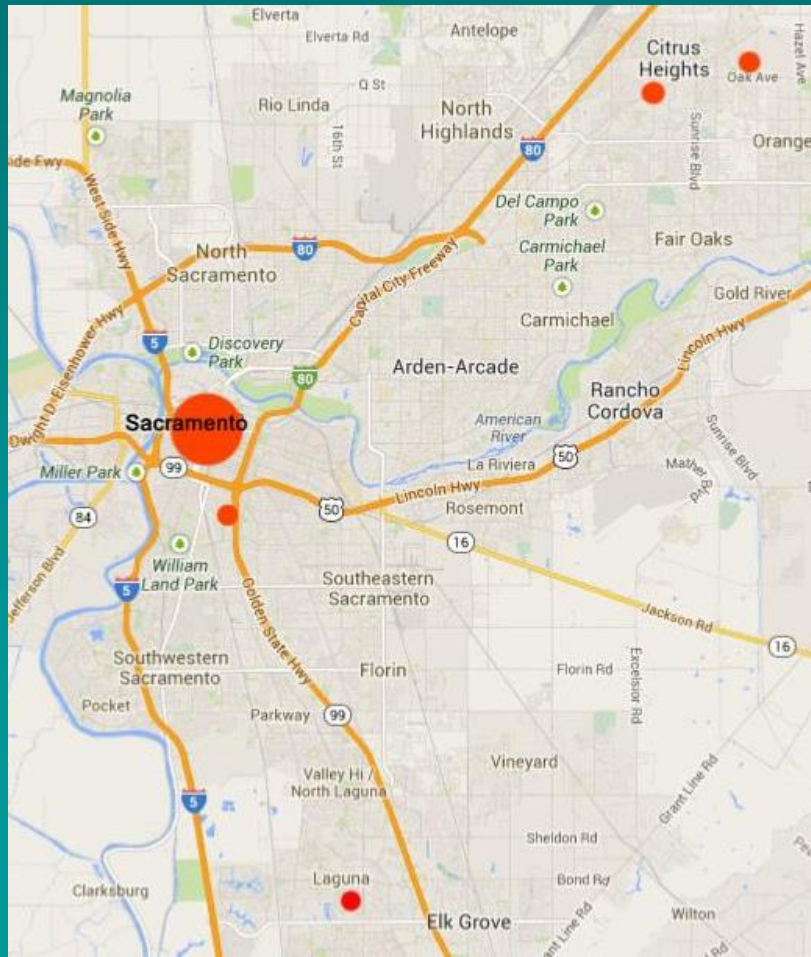 Elverta
Elverta Rd
Antelope
Citrus
Heights
Oak Ave
Hazel Ave
Magnolia
Park
Q St
Rio Linda
North
Highlands
16th St
80
Sunrise Blvd
Orange
side Fwy
West Side Hwy
Del Campo
Park
Carmichael
Park
Fair Oaks
North
Sacramento
80
Capital City Freeway
Gold River
Dwight D. Eisenhower Hwy
5
Discovery
Park
80
Carmichael
Lincoln Hwy
Arden-Arcade
Rancho
Cordova
American
River
Sacramento
Miller Park
99
La Riviera
50
Mather Blvd
Sunrise Blvd
84
50
Lincoln Hwy
Rosemont
16
William
Land Park
Jefferson Blvd
5
Southeastern
Sacramento
Golden State Hwy
Jackson Rd
16
Southwestern
Sacramento
Florin
Florin Rd
Excelsior Rd
Pocket
Parkway
99
Vineyard
Valley Hi /
North Laguna
5
Grant Line Rd
Sheldon Rd
Bond Rd
Clarksburg
Laguna
Elk Grove
Wilton
ant Line Rd